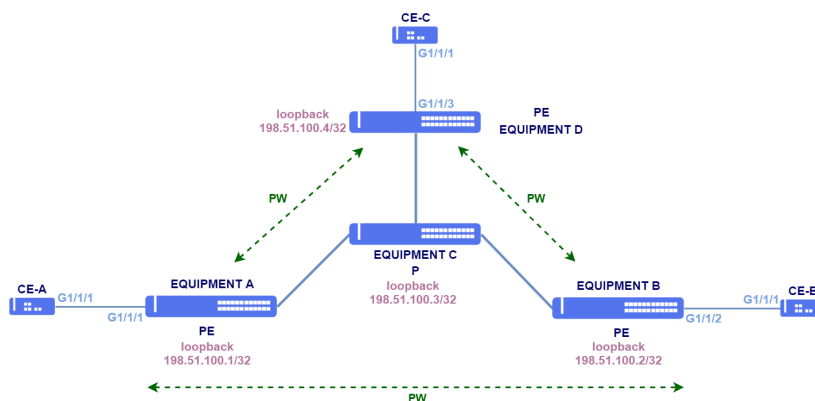 CE-C
G1/1/1
G1/1/3
loopback
198.51.100.4/32
PE
EQUIPMENT D
PW
PW
EQUIPMENT C
P
loopback
198.51.100.3/32
CE-A
G1/1/1
G1/1/1
EQUIPMENT A
PE
loopback
198.51.100.1/32
EQUIPMENT B
PE
loopback
198.51.100.2/32
G1/1/1
G1/1/2
PW